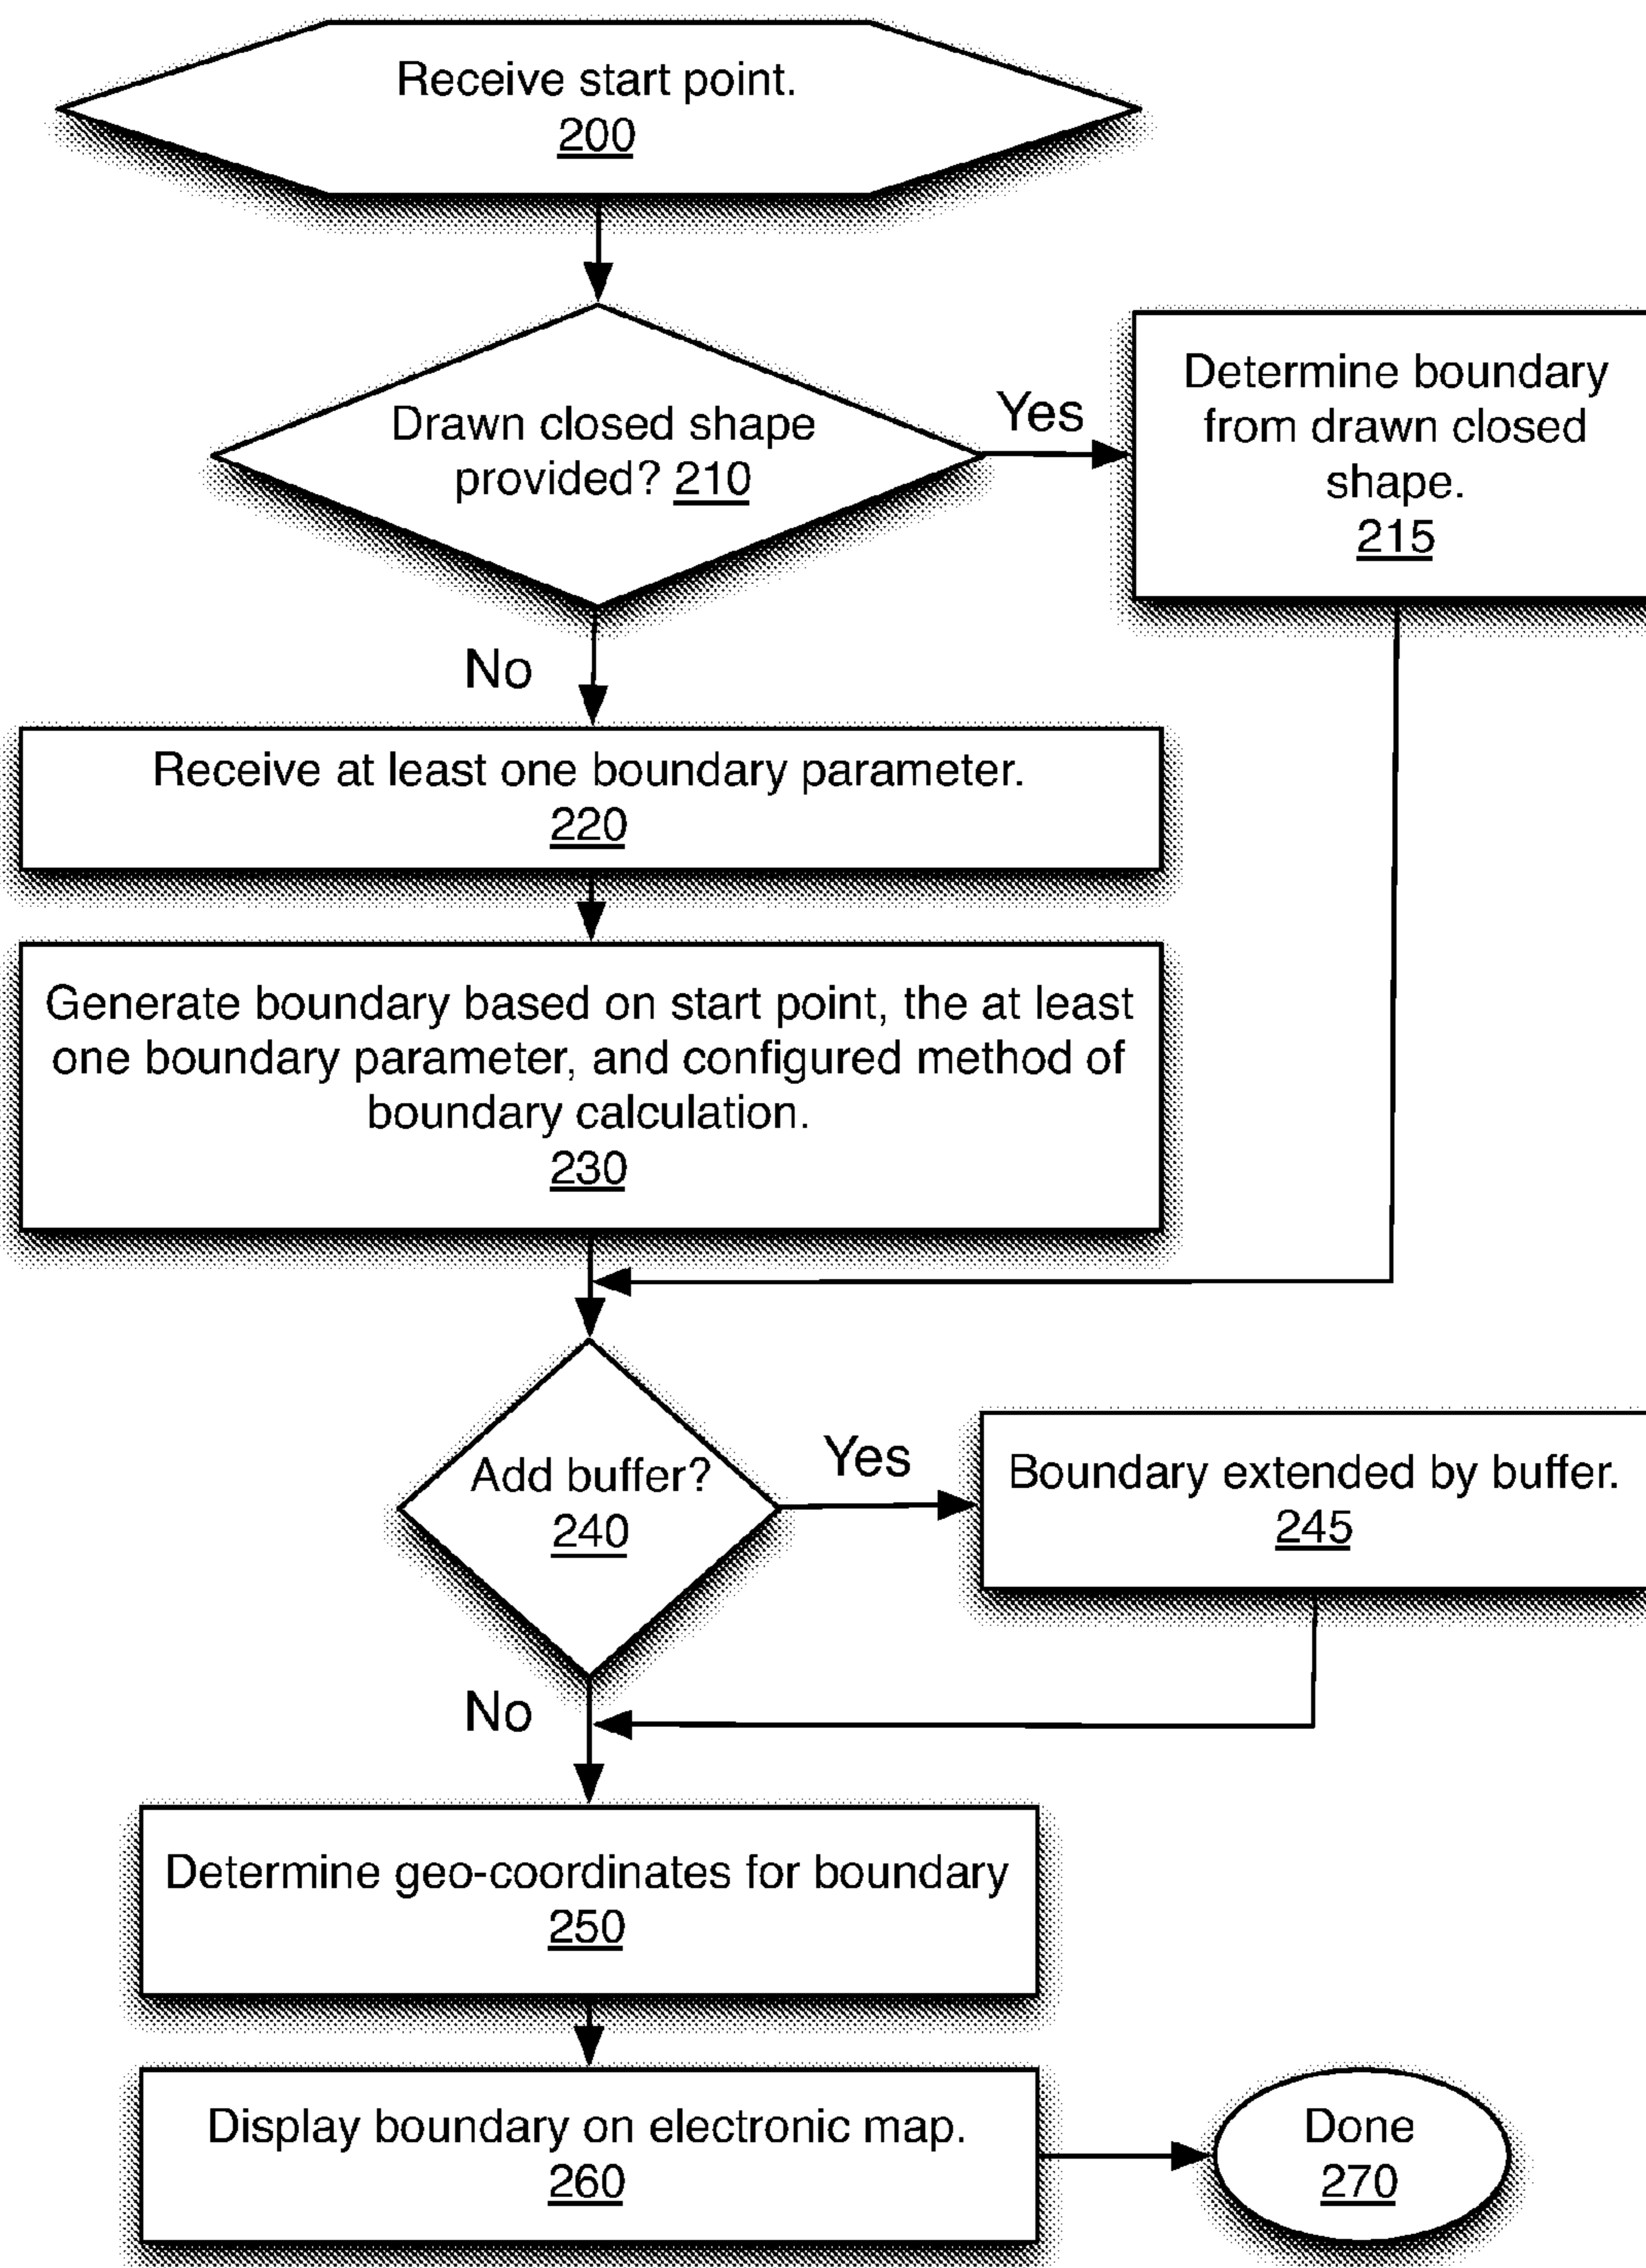 Receive start point.
200
Drawn closed shape
provided? 210
Yes
Determine boundary
from drawn closed
shape.
215
No
Receive at least one boundary parameter.
220
Generate boundary based on start point, the at least
one boundary parameter, and configured method of
boundary calculation.
230
Add buffer?
240
Yes
Boundary extended by buffer.
245
No
Determine geo-coordinates for boundary
250
Display boundary on electronic map.
260
Done
270